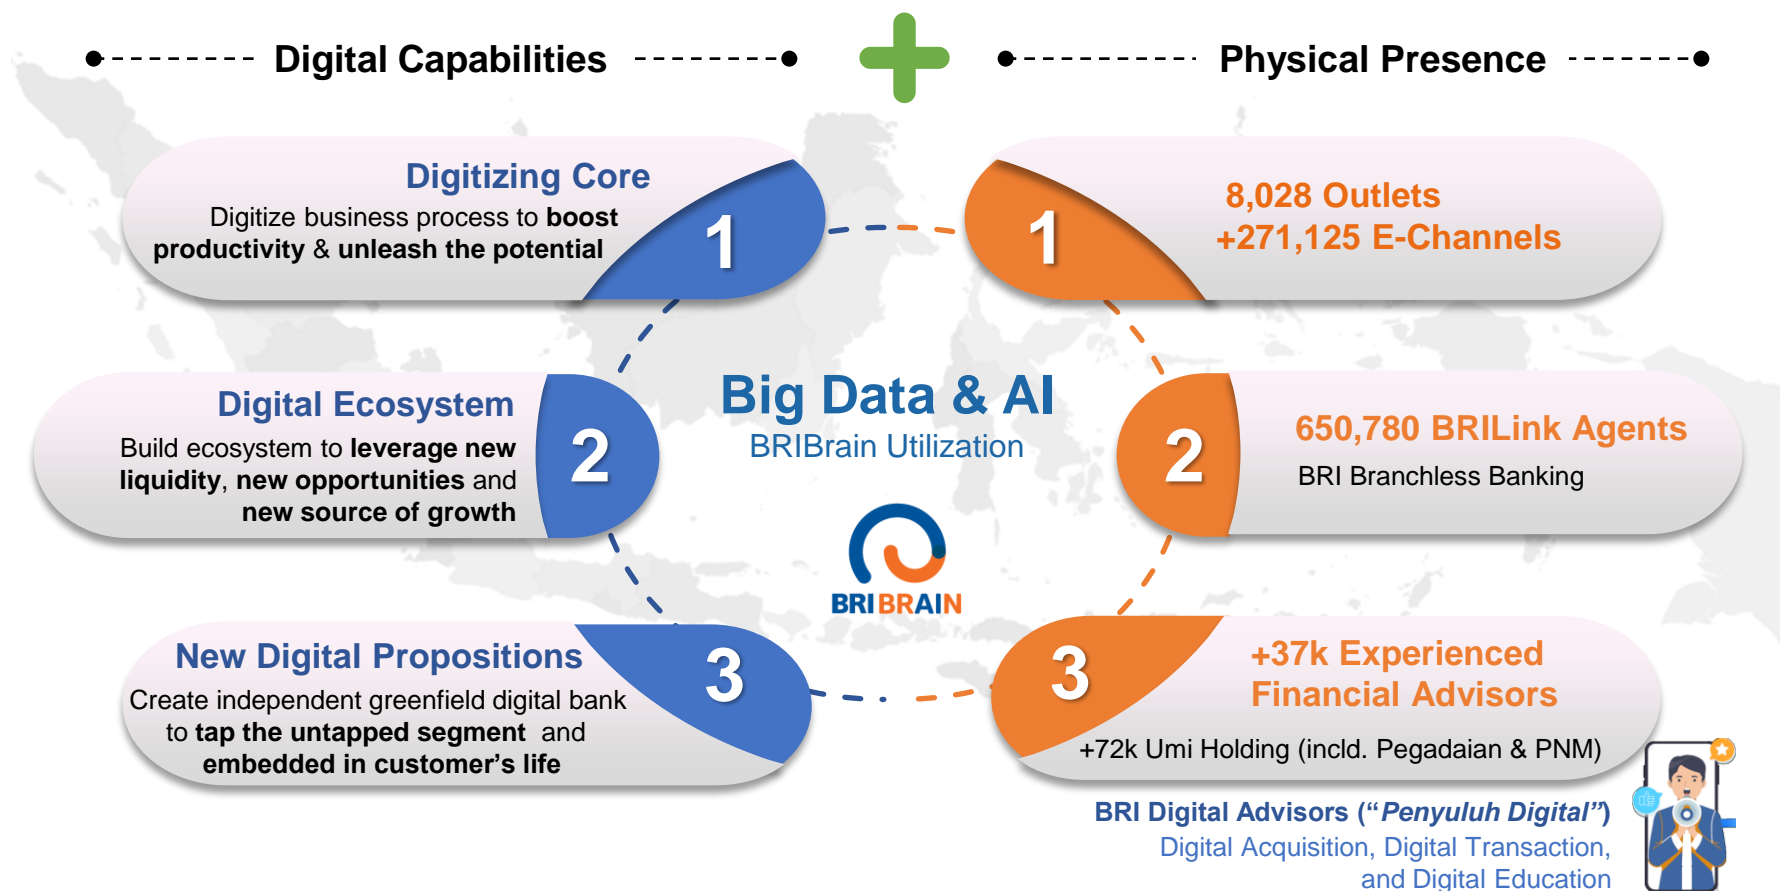 Digital Capabilities
Physical Presence
Digitizing Core
Digitize business process to boost
productivity & unleash the potential
1
Digital Ecosystem
Build ecosystem to leverage new
liquidity, new opportunities and
new source of growth
2
New Digital Propositions
Create independent greenfield digital bank
to tap the untapped segment and
embedded in customer’s life
3
Big Data & AI
BRIBrain Utilization
BRIBRAIN
1
8,028 Outlets
+271,125 E-Channels
2
650,780 BRILink Agents
BRI Branchless Banking
3
+37k Experienced
Financial Advisors
+72k Umi Holding (incld. Pegadaian & PNM)
BRI Digital Advisors (“Penyuluh Digital”)
Digital Acquisition, Digital Transaction,
and Digital Education